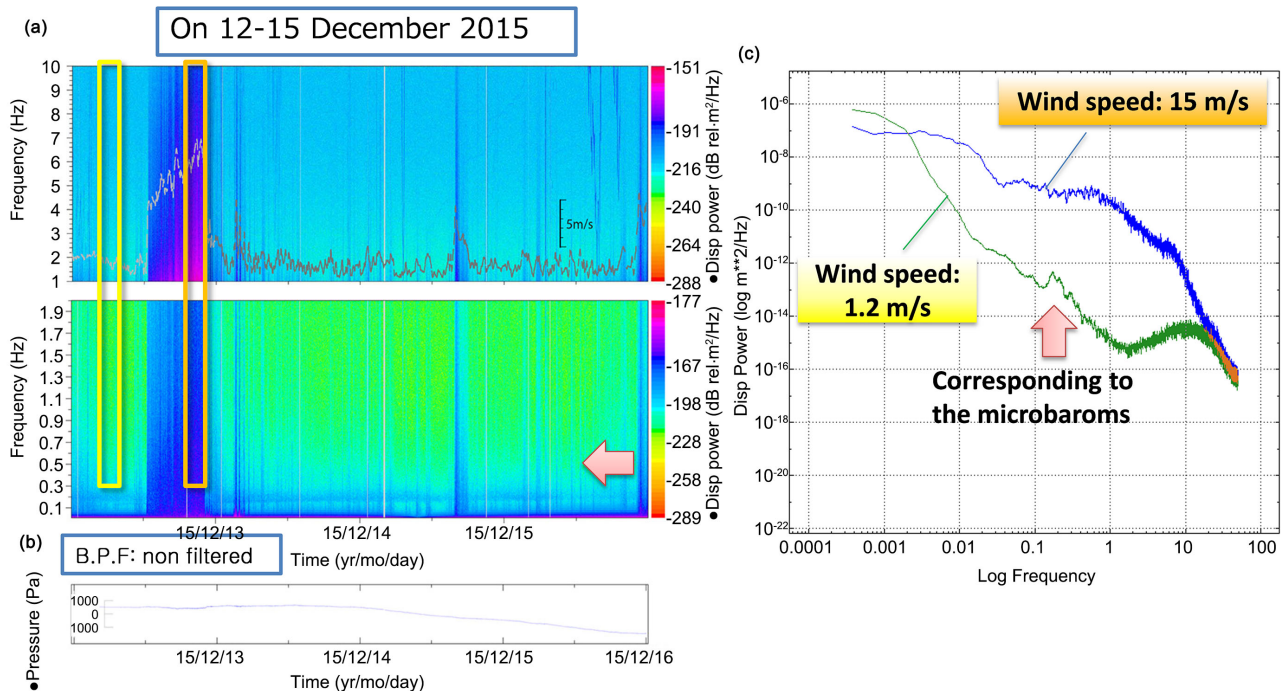 On 12-15 December 2015
(a)
10
9
8
7
6
5
4
3
2
1
Frequency (Hz)
5m/s
-151
-167
-191
-215
-240
-264
-288
●Disp power (dB rel·m²/Hz)
1.9
1.7
1.5
1.3
1.1
0.9
0.7
0.5
0.3
0.1
Frequency (Hz)
-177
-167
-198
-228
-258
-289
●Disp power (dB rel·m²/Hz)
15/12/13
15/12/14
15/12/15
Time (yr/mo/day)
(b)
B.P.F: non filtered
●Pressure (Pa)
1000
0
1000
15/12/13
15/12/14
15/12/15
15/12/16
Time (yr/mo/day)
(c)
Disp Power (log m**2/Hz)
10⁻⁶
10⁻⁸
10⁻¹⁰
10⁻¹²
10⁻¹⁴
10⁻¹⁶
10⁻¹⁸
10⁻²⁰
10⁻²²
Wind speed: 15 m/s
Wind speed:
1.2 m/s
Corresponding to
the microbaroms
0.0001
0.001
0.01
0.1
1
10
100
Log Frequency